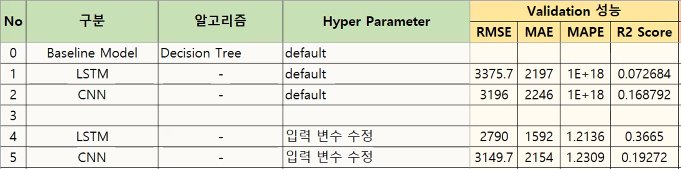 No 구분 알고리즘 Hyper Parameter Validation 성능
RMSE MAE MAPE R2 Score
0 Baseline Model Decision Tree default
1 LSTM - default 3375.7 2197 1E+18 0.072684
2 CNN - default 3196 2246 1E+18 0.168792
3
4 LSTM - 입력 변수 수정 2790 1592 1.2136 0.3665
5 CNN - 입력 변수 수정 3149.7 2154 1.2309 0.19272